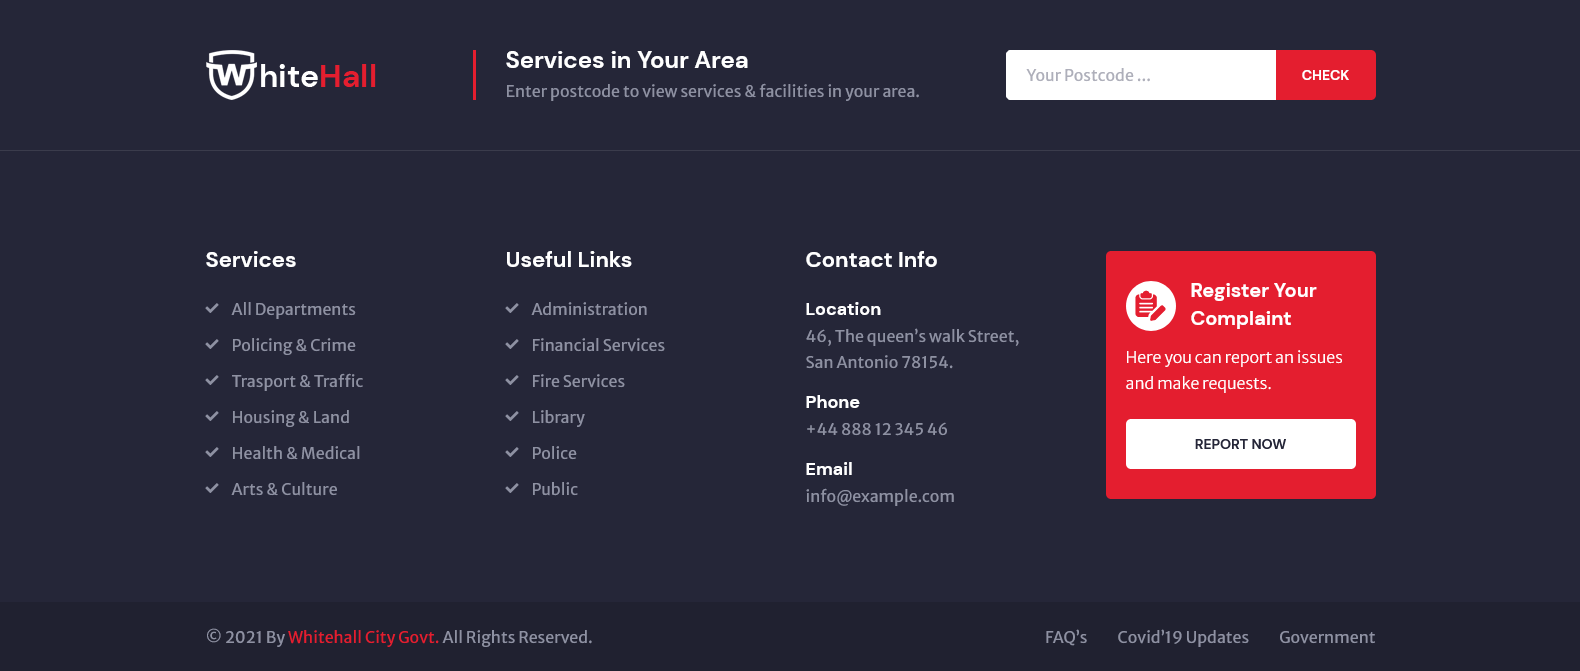 WhiteHall
Services in Your Area
Enter postcode to view services & facilities in your area.
Your Postcode ...
CHECK
Services
All Departments
Policing & Crime
Trasport & Traffic
Housing & Land
Health & Medical
Arts & Culture
Useful Links
Administration
Financial Services
Fire Services
Library
Police
Public
Contact Info
Location
46, The queen’s walk Street,
San Antonio 78154.
Phone
+44 888 12 345 46
Email
info@example.com
Register Your
Complaint
Here you can report an issues
and make requests.
REPORT NOW
© 2021 By Whitehall City Govt. All Rights Reserved.
FAQ’s
Covid’19 Updates
Government